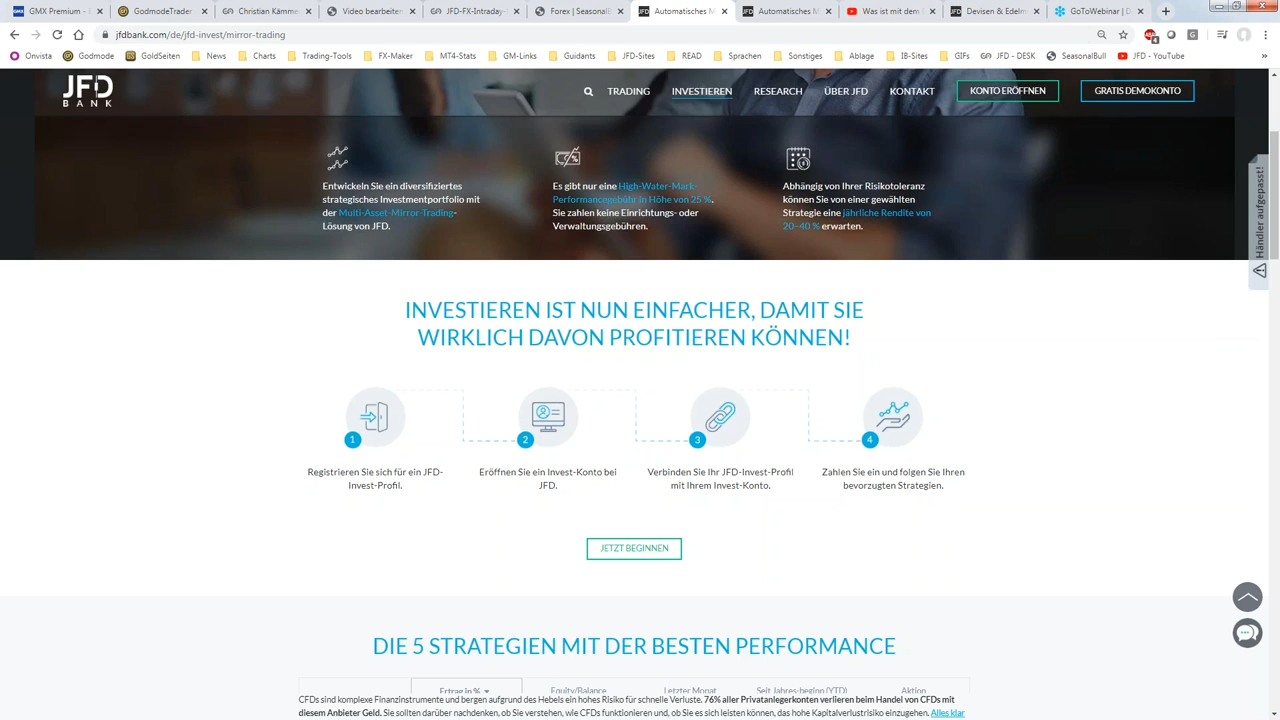 GMX Premium -
GodmodeTrader
Christian Kämme
Video bearbeiten
JFD-FX-Intraday-
Forex | Seasonal
Automatisches M
Automatisches M
Was ist mit dem
Devisen & Edelm
GoToWebinar | D
jfdbank.com/de/jfd-invest/mirror-trading
Onvista
Godmode
GoldSeiten
News
Charts
Trading-Tools
FX-Maker
MT4-Stats
GM-Links
Guidants
JFD-Sites
READ
Sprachen
Sonstiges
Ablage
IB-Sites
GIFs
JFD - DESK
SeasonalBull
JFD - YouTube
JFD
BANK
TRADING
INVESTIEREN
RESEARCH
ÜBER JFD
KONTAKT
KONTO ERÖFFNEN
GRATIS DEMOKONTO
Entwickeln Sie ein diversifiziertes
strategisches Investmentportfolio mit
der Multi-Asset-Mirror-Trading-
Lösung von JFD.
Es gibt nur eine High-Water-Mark-
Performancegebühr in Höhe von 25 %.
Sie zahlen keine Einrichtungs- oder
Verwaltungsgebühren.
Abhängig von Ihrer Risikotoleranz
können Sie von einer gewählten
Strategie eine jährliche Rendite von
20-40 % erwarten.
Händler aufgepasst!
INVESTIEREN IST NUN EINFACHER, DAMIT SIE
WIRKLICH DAVON PROFITIEREN KÖNNEN!
1
2
3
4
Registrieren Sie sich für ein JFD-
Invest-Profil.
Eröffnen Sie ein Invest-Konto bei
JFD.
Verbinden Sie Ihr JFD-Invest-Profil
mit Ihrem Invest-Konto.
Zahlen Sie ein und folgen Sie Ihren
bevorzugten Strategien.
JETZT BEGINNEN
DIE 5 STRATEGIEN MIT DER BESTEN PERFORMANCE
Ertrag in %
Equity/Balance
Letzter Monat
Seit Jahres-beginn (YTD)
Aktion
CFDs sind komplexe Finanzinstrumente und bergen aufgrund des Hebels ein hohes Risiko für schnelle Verluste. 76% aller Privatanlegerkonten verlieren beim Handel von CFDs mit
diesem Anbieter Geld. Sie sollten darüber nachdenken, ob Sie verstehen, wie CFDs funktionieren und, ob Sie es sich leisten können, das hohe Kapitalverlustrisiko einzugehen. Alles klar